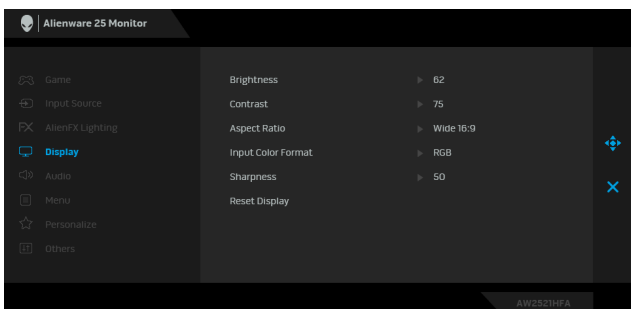 Alienware 25 Monitor
Game
Input Source
AlienFX Lighting
Display
Audio
Menu
Personalize
Others
Brightness 62
Contrast 75
Aspect Ratio Wide 16:9
Input Color Format RGB
Sharpness 50
Reset Display
AW2521HFA